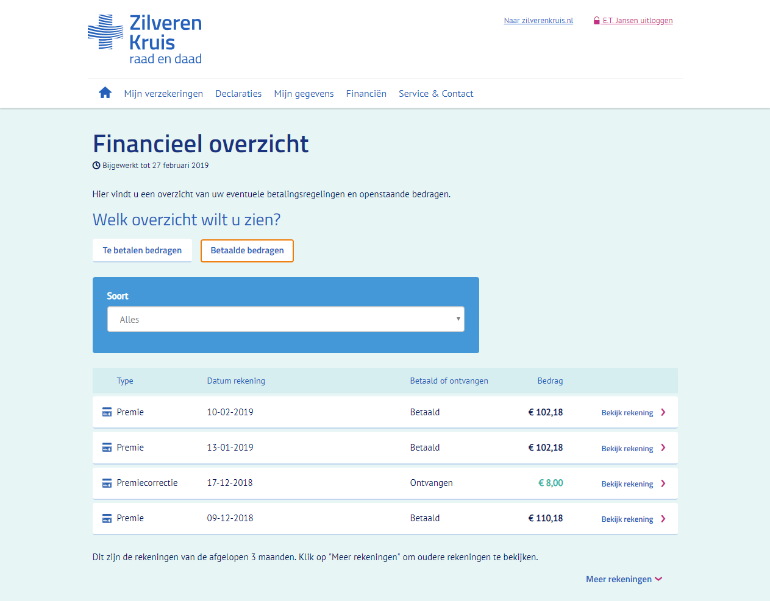 Zilveren
Kruis
raad en daad
Naar zilverenkruis.nl
E.T. Jansen uitloggen
Mijn verzekeringen Declaraties Mijn gegevens Financiën Service & Contact
Financieel overzicht
Bijgewerkt tot 27 februari 2019
Hier vindt u een overzicht van uw eventuele betalingsregelingen en openstaande bedragen.
Welk overzicht wilt u zien?
Te betalen bedragen Betaalde bedragen
Soort
Alles
Type Datum rekening Betaald of ontvangen Bedrag
Premie 10-02-2019 Betaald € 102,18 Bekijk rekening
Premie 13-01-2019 Betaald € 102,18 Bekijk rekening
Premiecorrectie 17-12-2018 Ontvangen € 8,00 Bekijk rekening
Premie 09-12-2018 Betaald € 110,18 Bekijk rekening
Dit zijn de rekeningen van de afgelopen 3 maanden. Klik op "Meer rekeningen" om oudere rekeningen te bekijken.
Meer rekeningen